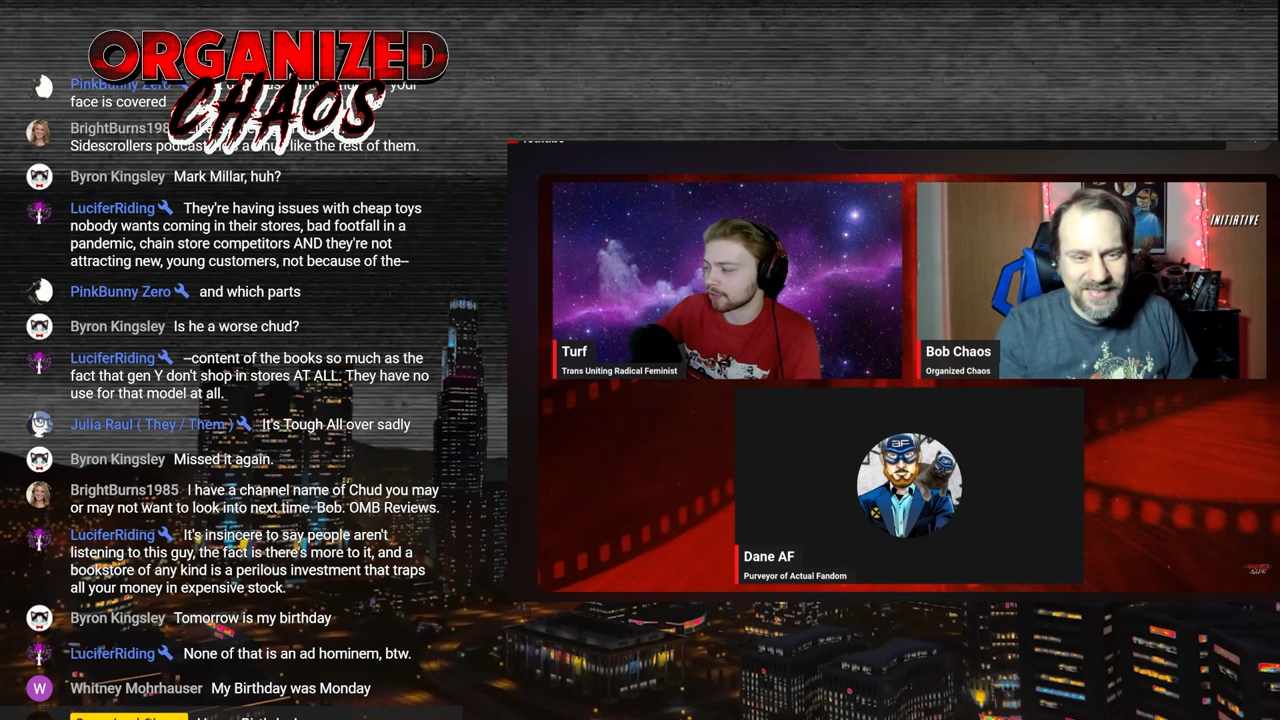 ORGANIZED
CHAOS
PinkBunny Zero your
face is covered
BrightBurns198
Sidescrollers podcast like the rest of them.
Byron Kingsley Mark Millar, huh?
LuciferRiding They're having issues with cheap toys
nobody wants coming in their stores, bad footfall in a
pandemic, chain store competitors AND they're not
attracting new, young customers, not because of the--
PinkBunny Zero and which parts
Byron Kingsley Is he a worse chud?
LuciferRiding --content of the books so much as the
fact that gen Y don't shop in stores AT ALL. They have no
use for that model at all.
Julia Raul ( They / Them ) It's Tough All over sadly
Byron Kingsley Missed it again.
BrightBurns1985 I have a channel name of Chud you may
or may not want to look into next time. Bob. OMB Reviews.
LuciferRiding It's insincere to say people aren't
listening to this guy, the fact is there's more to it, and a
bookstore of any kind is a perilous investment that traps
all your money in expensive stock.
Byron Kingsley Tomorrow is my birthday
LuciferRiding None of that is an ad hominem, btw.
W
Whitney Mohrhauser My Birthday was Monday
Turf
Trans Uniting Radical Feminist
INITIATIVE
Bob Chaos
Organized Chaos
AF
Dane AF
Purveyor of Actual Fandom